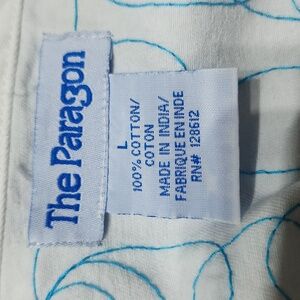 The Paragon
L
100% COTTON/
COTON
MADE IN INDIA/
FABRIQUE EN INDE
RN# 128612